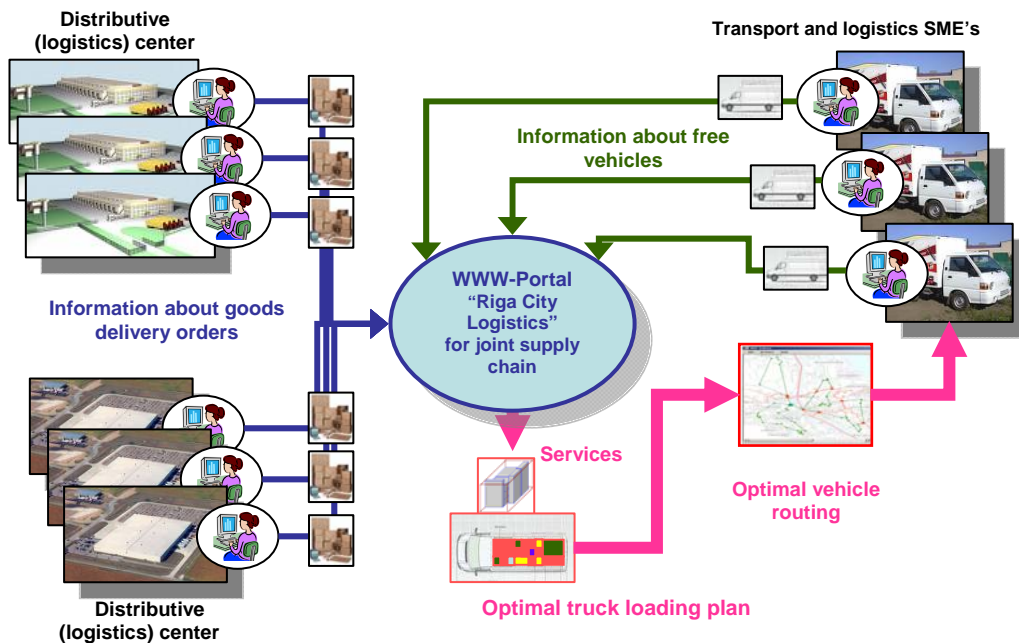 Distributive
(logistics) center
Transport and logistics SME's
Information about free
vehicles
WWW-Portal
“Riga City
Logistics”
for joint supply
chain
Information about goods
delivery orders
Services
Optimal vehicle
routing
Optimal truck loading plan
Distributive
(logistics) center